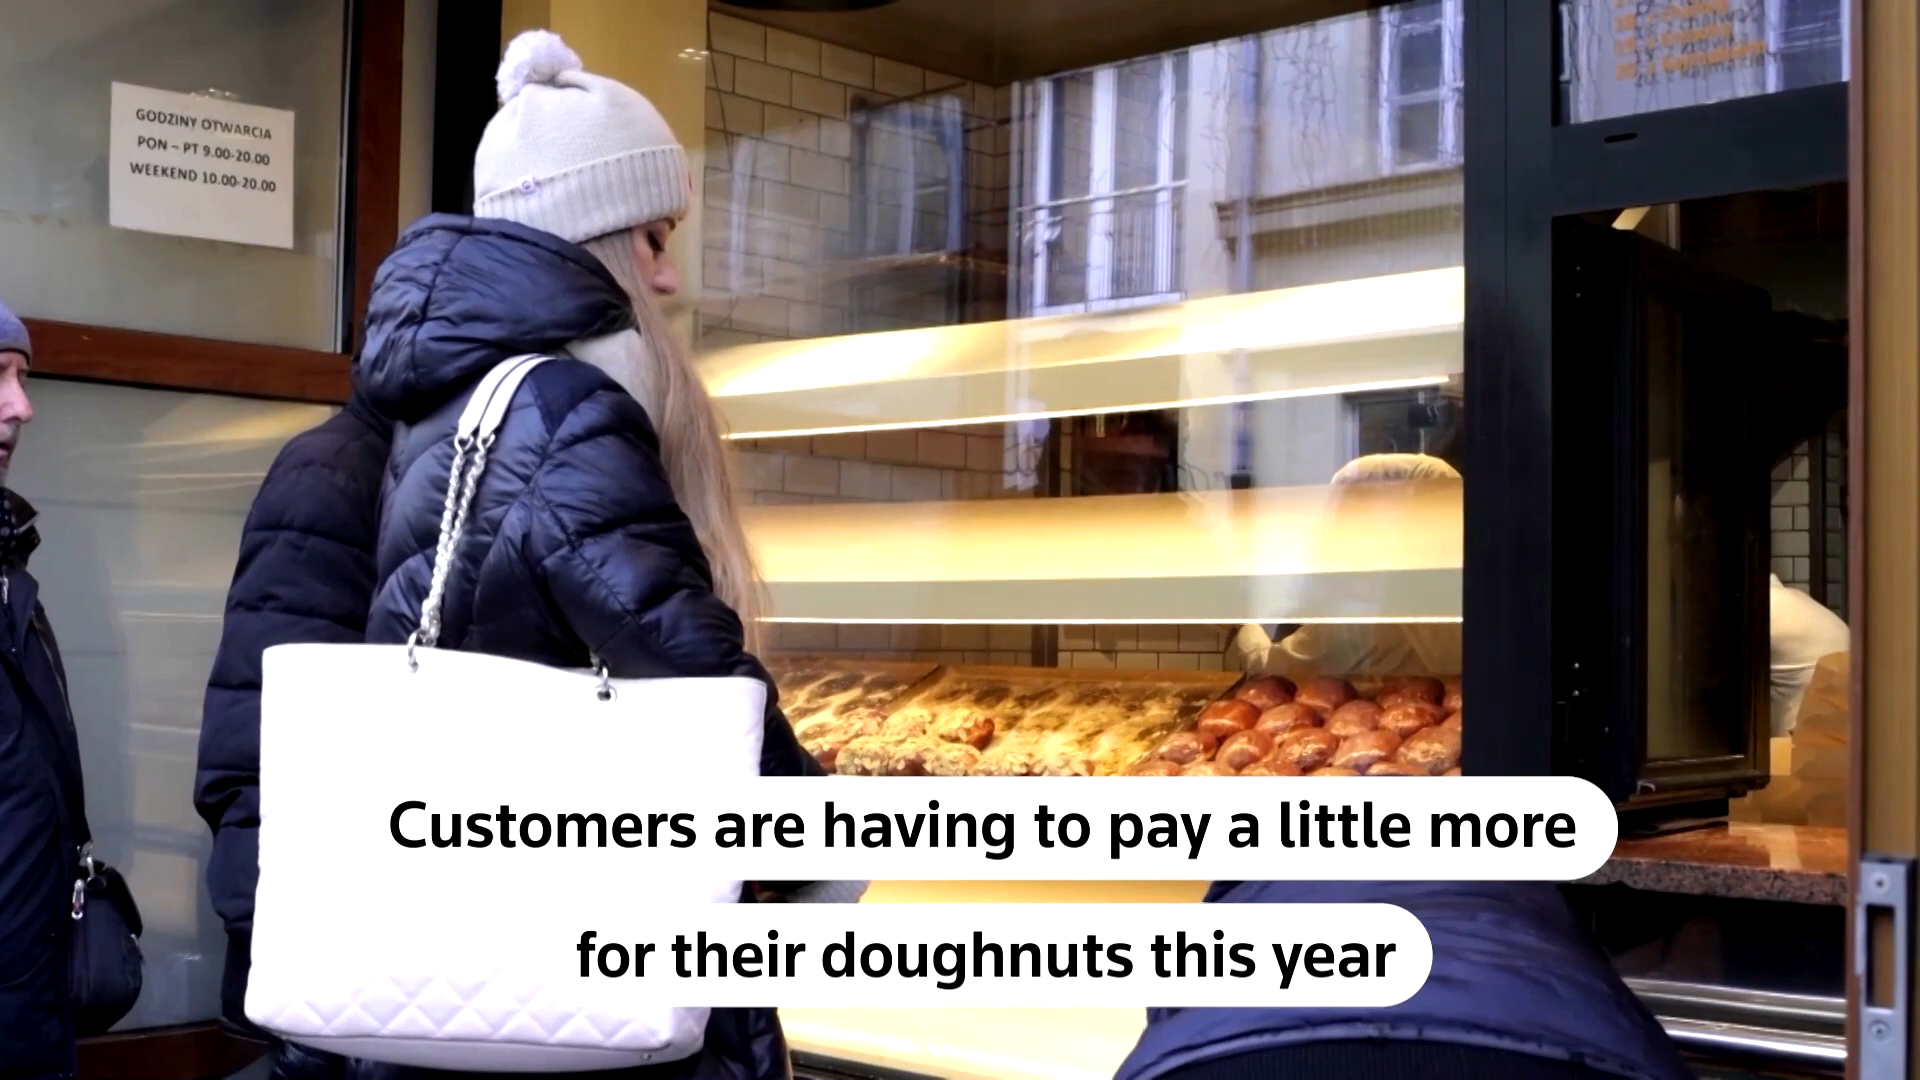 GODZINY OTWARCIA
PON – PT 9.00-20.00
WEEKEND 10.00-20.00
Customers are having to pay a little more
for their doughnuts this year